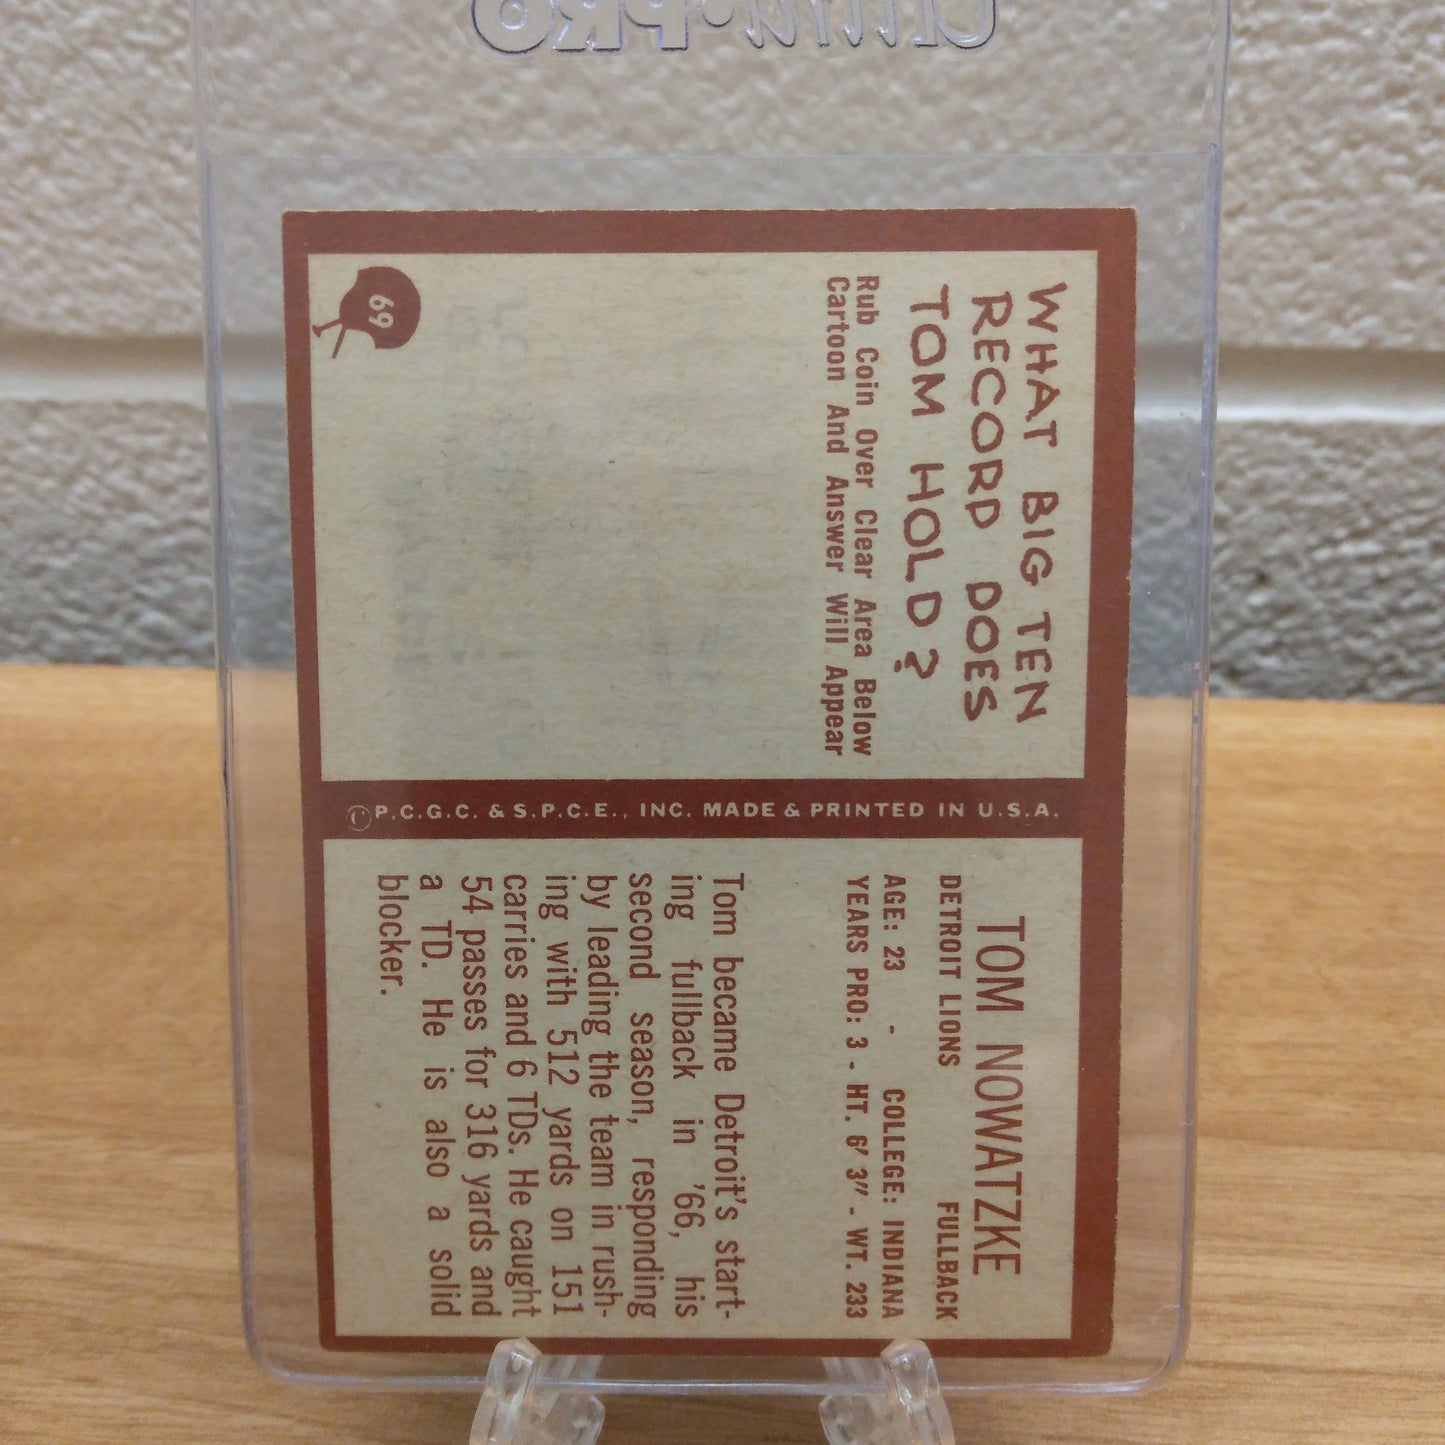 ultra•PRO
WHAT BIG TEN
RECORD DOES
TOM HOLD?
Rub Coin Over Clear Area Below
Cartoon And Answer Will Appear
69
© P.C.G.C. & S.P.C.E., INC. MADE & PRINTED IN U.S.A.
TOM NOWATZKE
DETROIT LIONS FULLBACK
AGE: 23 - COLLEGE: INDIANA
YEARS PRO: 3 - HT. 6' 3" - WT. 233
Tom became Detroit's start-
ing fullback in '66, his
second season, responding
by leading the team in rush-
ing with 512 yards on 151
carries and 6 TDs. He caught
54 passes for 316 yards and
a TD. He is also a solid
blocker.